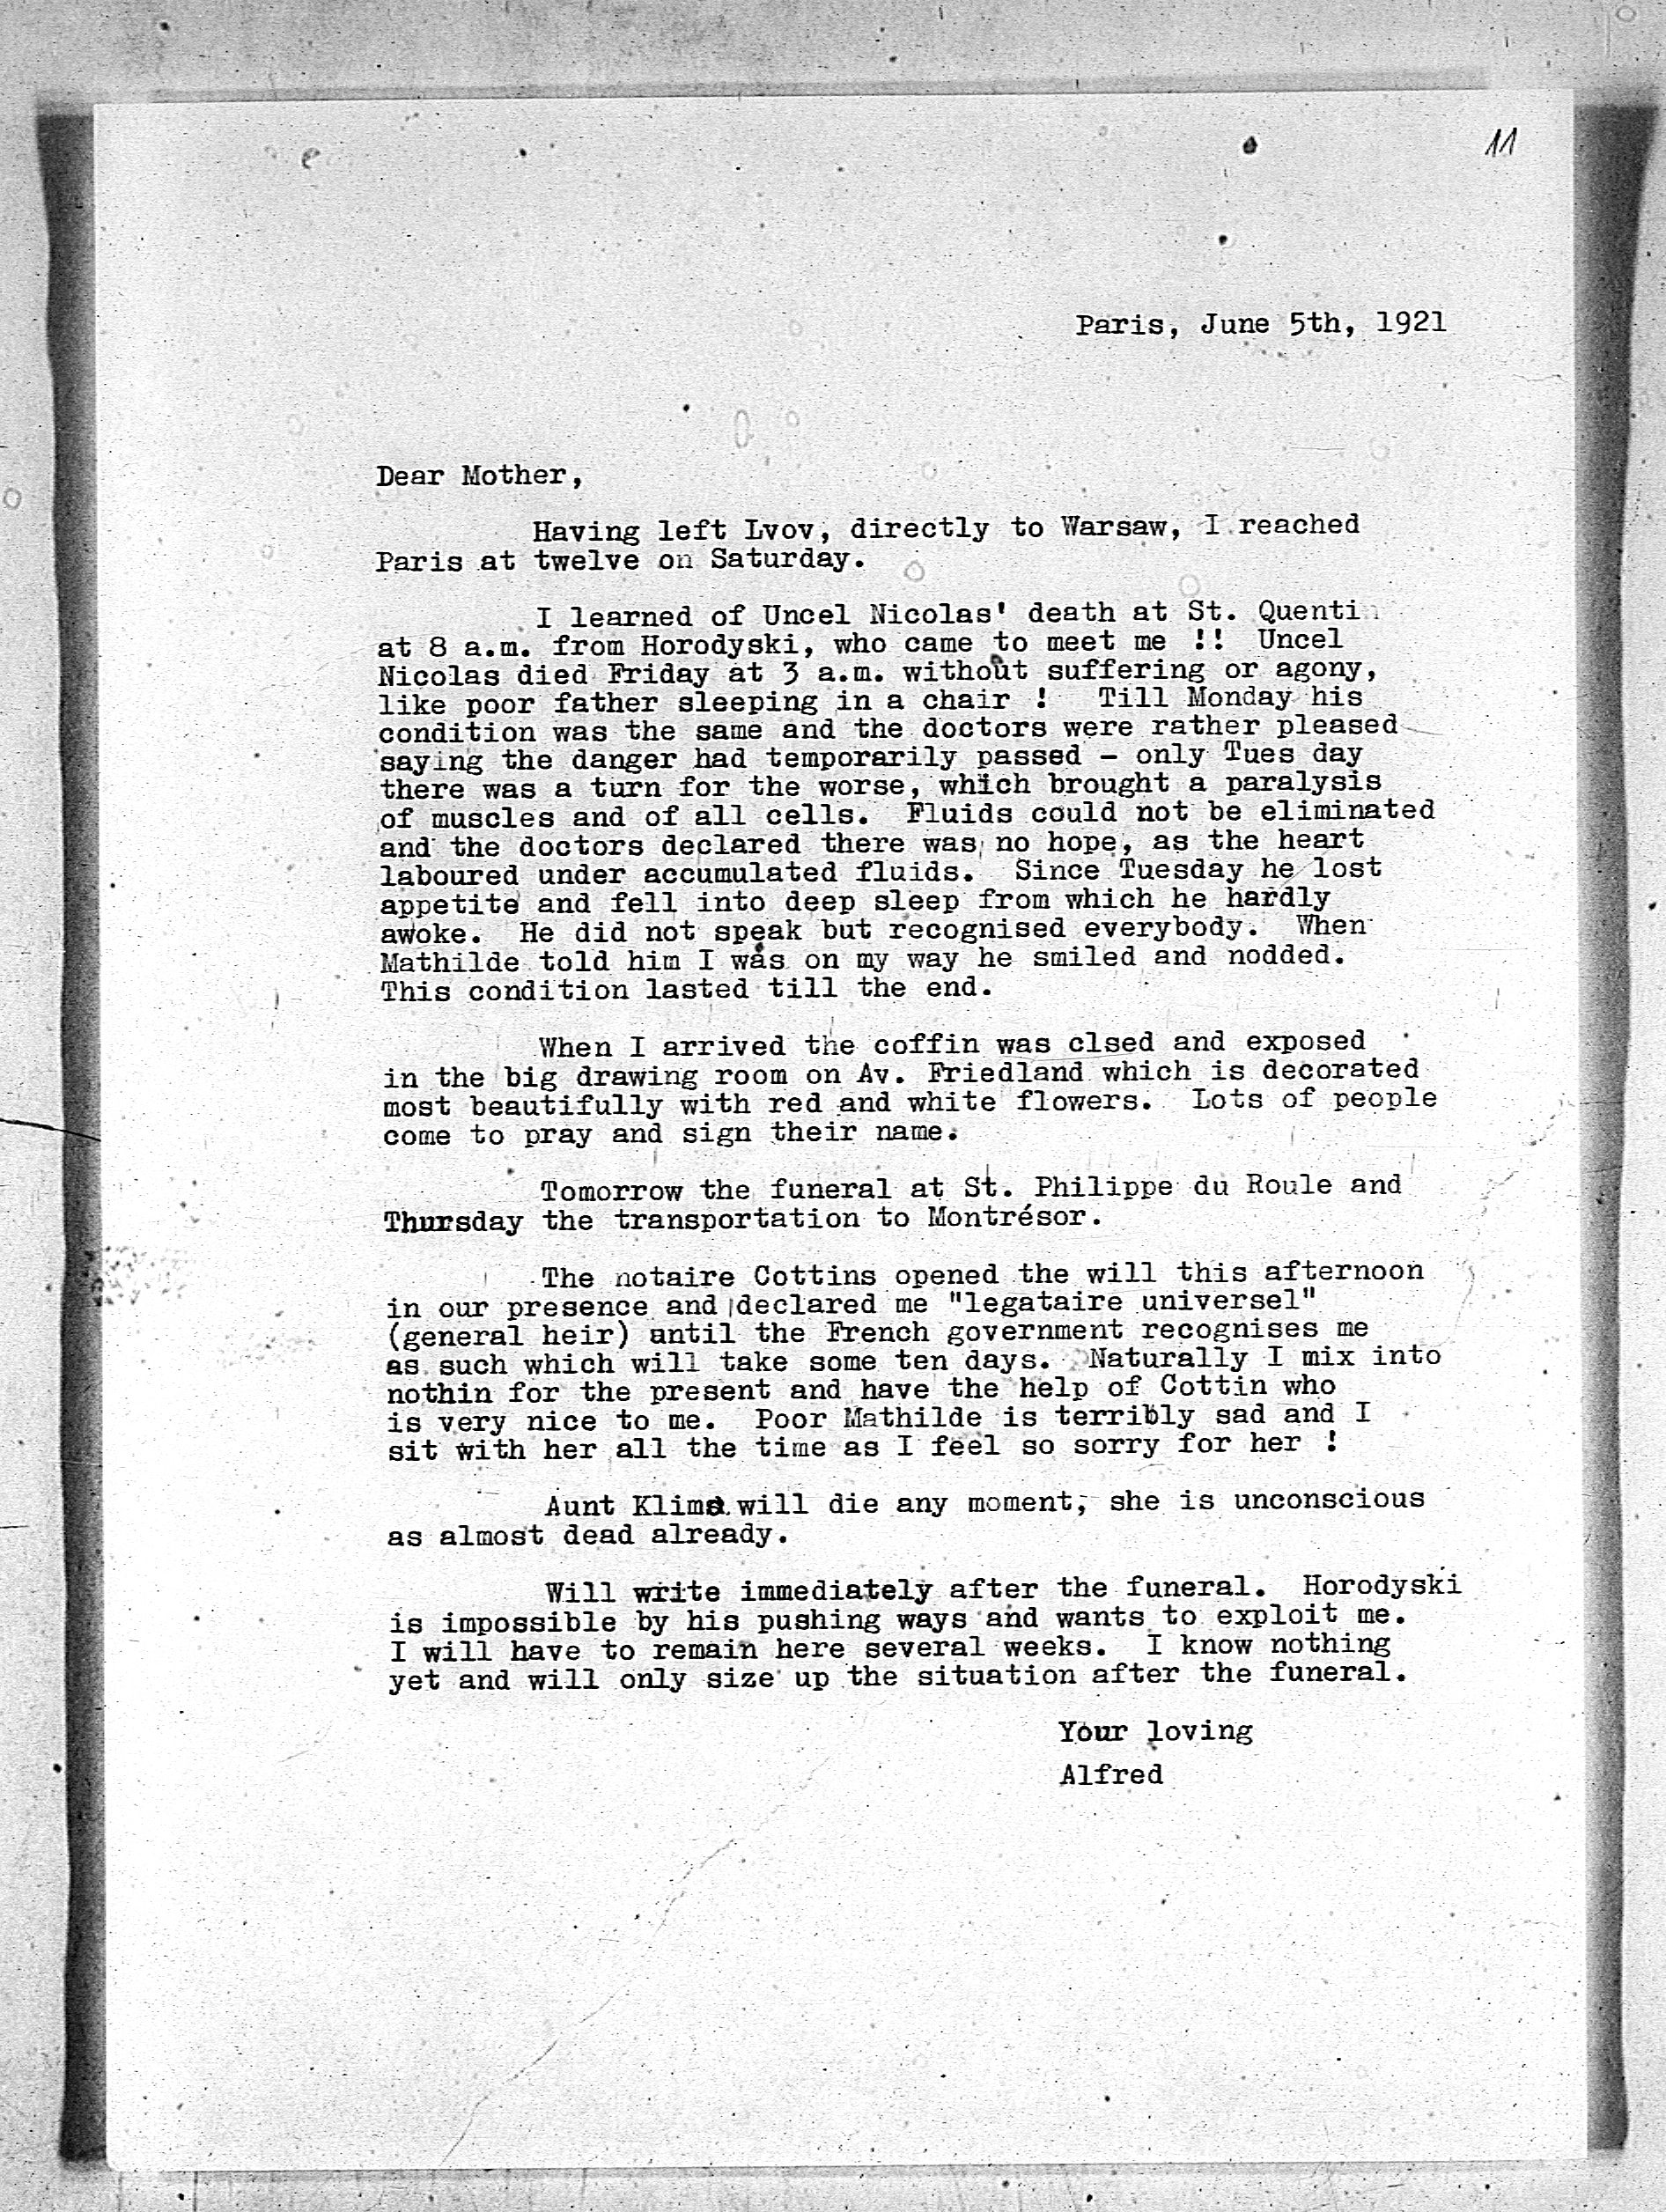 11
Paris, June 5th, 1921
Dear Mother,
Having left Lvov, directly to Warsaw, I reached
Paris at twelve on Saturday.
I learned of Uncel Nicolas' death at St. Quentin
at 8 a.m. from Horodyski, who came to meet me !! Uncel
Nicolas died Friday at 3 a.m. without suffering or agony,
like poor father sleeping in a chair ! Till Monday his
condition was the same and the doctors were rather pleased
saying the danger had temporarily passed - only Tues day
there was a turn for the worse, which brought a paralysis
of muscles and of all cells. Fluids could not be eliminated
and the doctors declared there was no hope, as the heart
laboured under accumulated fluids. Since Tuesday he lost
appetite and fell into deep sleep from which he hardly
awoke. He did not speak but recognised everybody. When
Mathilde told him I was on my way he smiled and nodded.
This condition lasted till the end.
When I arrived the coffin was clsed and exposed
in the big drawing room on Av. Friedland which is decorated
most beautifully with red and white flowers. Lots of people
come to pray and sign their name.
Tomorrow the funeral at St. Philippe du Roule and
Thursday the transportation to Montrésor.
The notaire Cottins opened the will this afternoon
in our presence and declared me "legataire universel"
(general heir) antil the French government recognises me
as such which will take some ten days. Naturally I mix into
nothin for the present and have the help of Cottin who
is very nice to me. Poor Mathilde is terribly sad and I
sit with her all the time as I feel so sorry for her !
Aunt will die any moment, she is unconscious
as almost dead already.
Will write immediately after the funeral. Horodyski
is impossible by his pushing ways and wants to exploit me.
I will have to remain here several weeks. I know nothing
yet and will only size up the situation after the funeral.
Your loving
Alfred